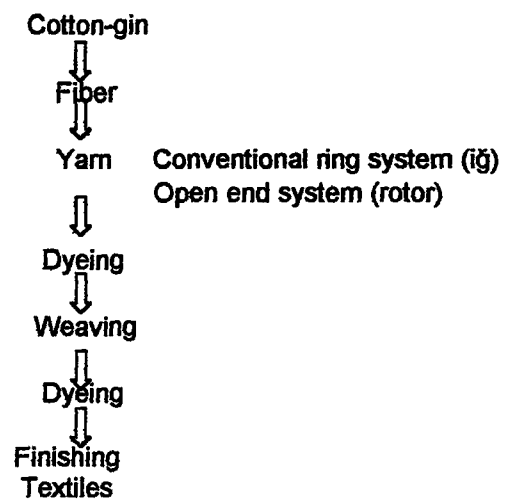 Cotton-gin
Fiber
Yarn Conventional ring system (iğ)
Open end system (rotor)
Dyeing
Weaving
Dyeing
Finishing
Textiles